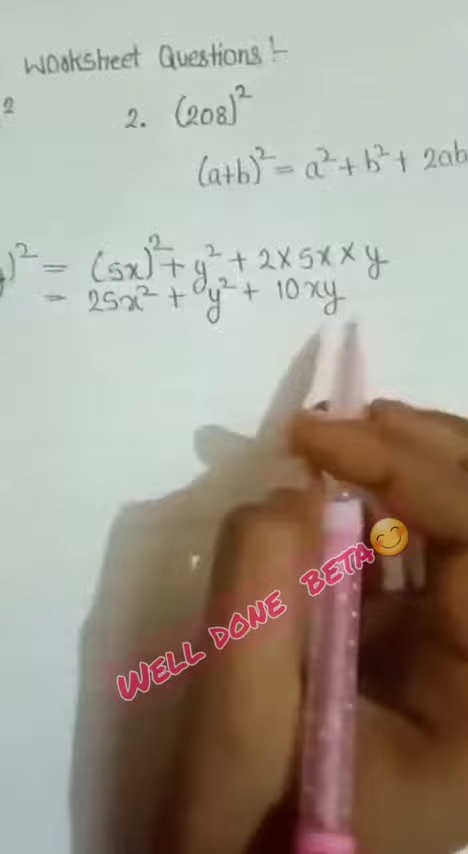 Worksheet Questions !-
2
2. (208)²
(a+b)² = a² + b² + 2ab
)² = (5x)² + y² + 2 x 5x x y
= 25x² + y² + 10xy
WELL DONE BETA😊